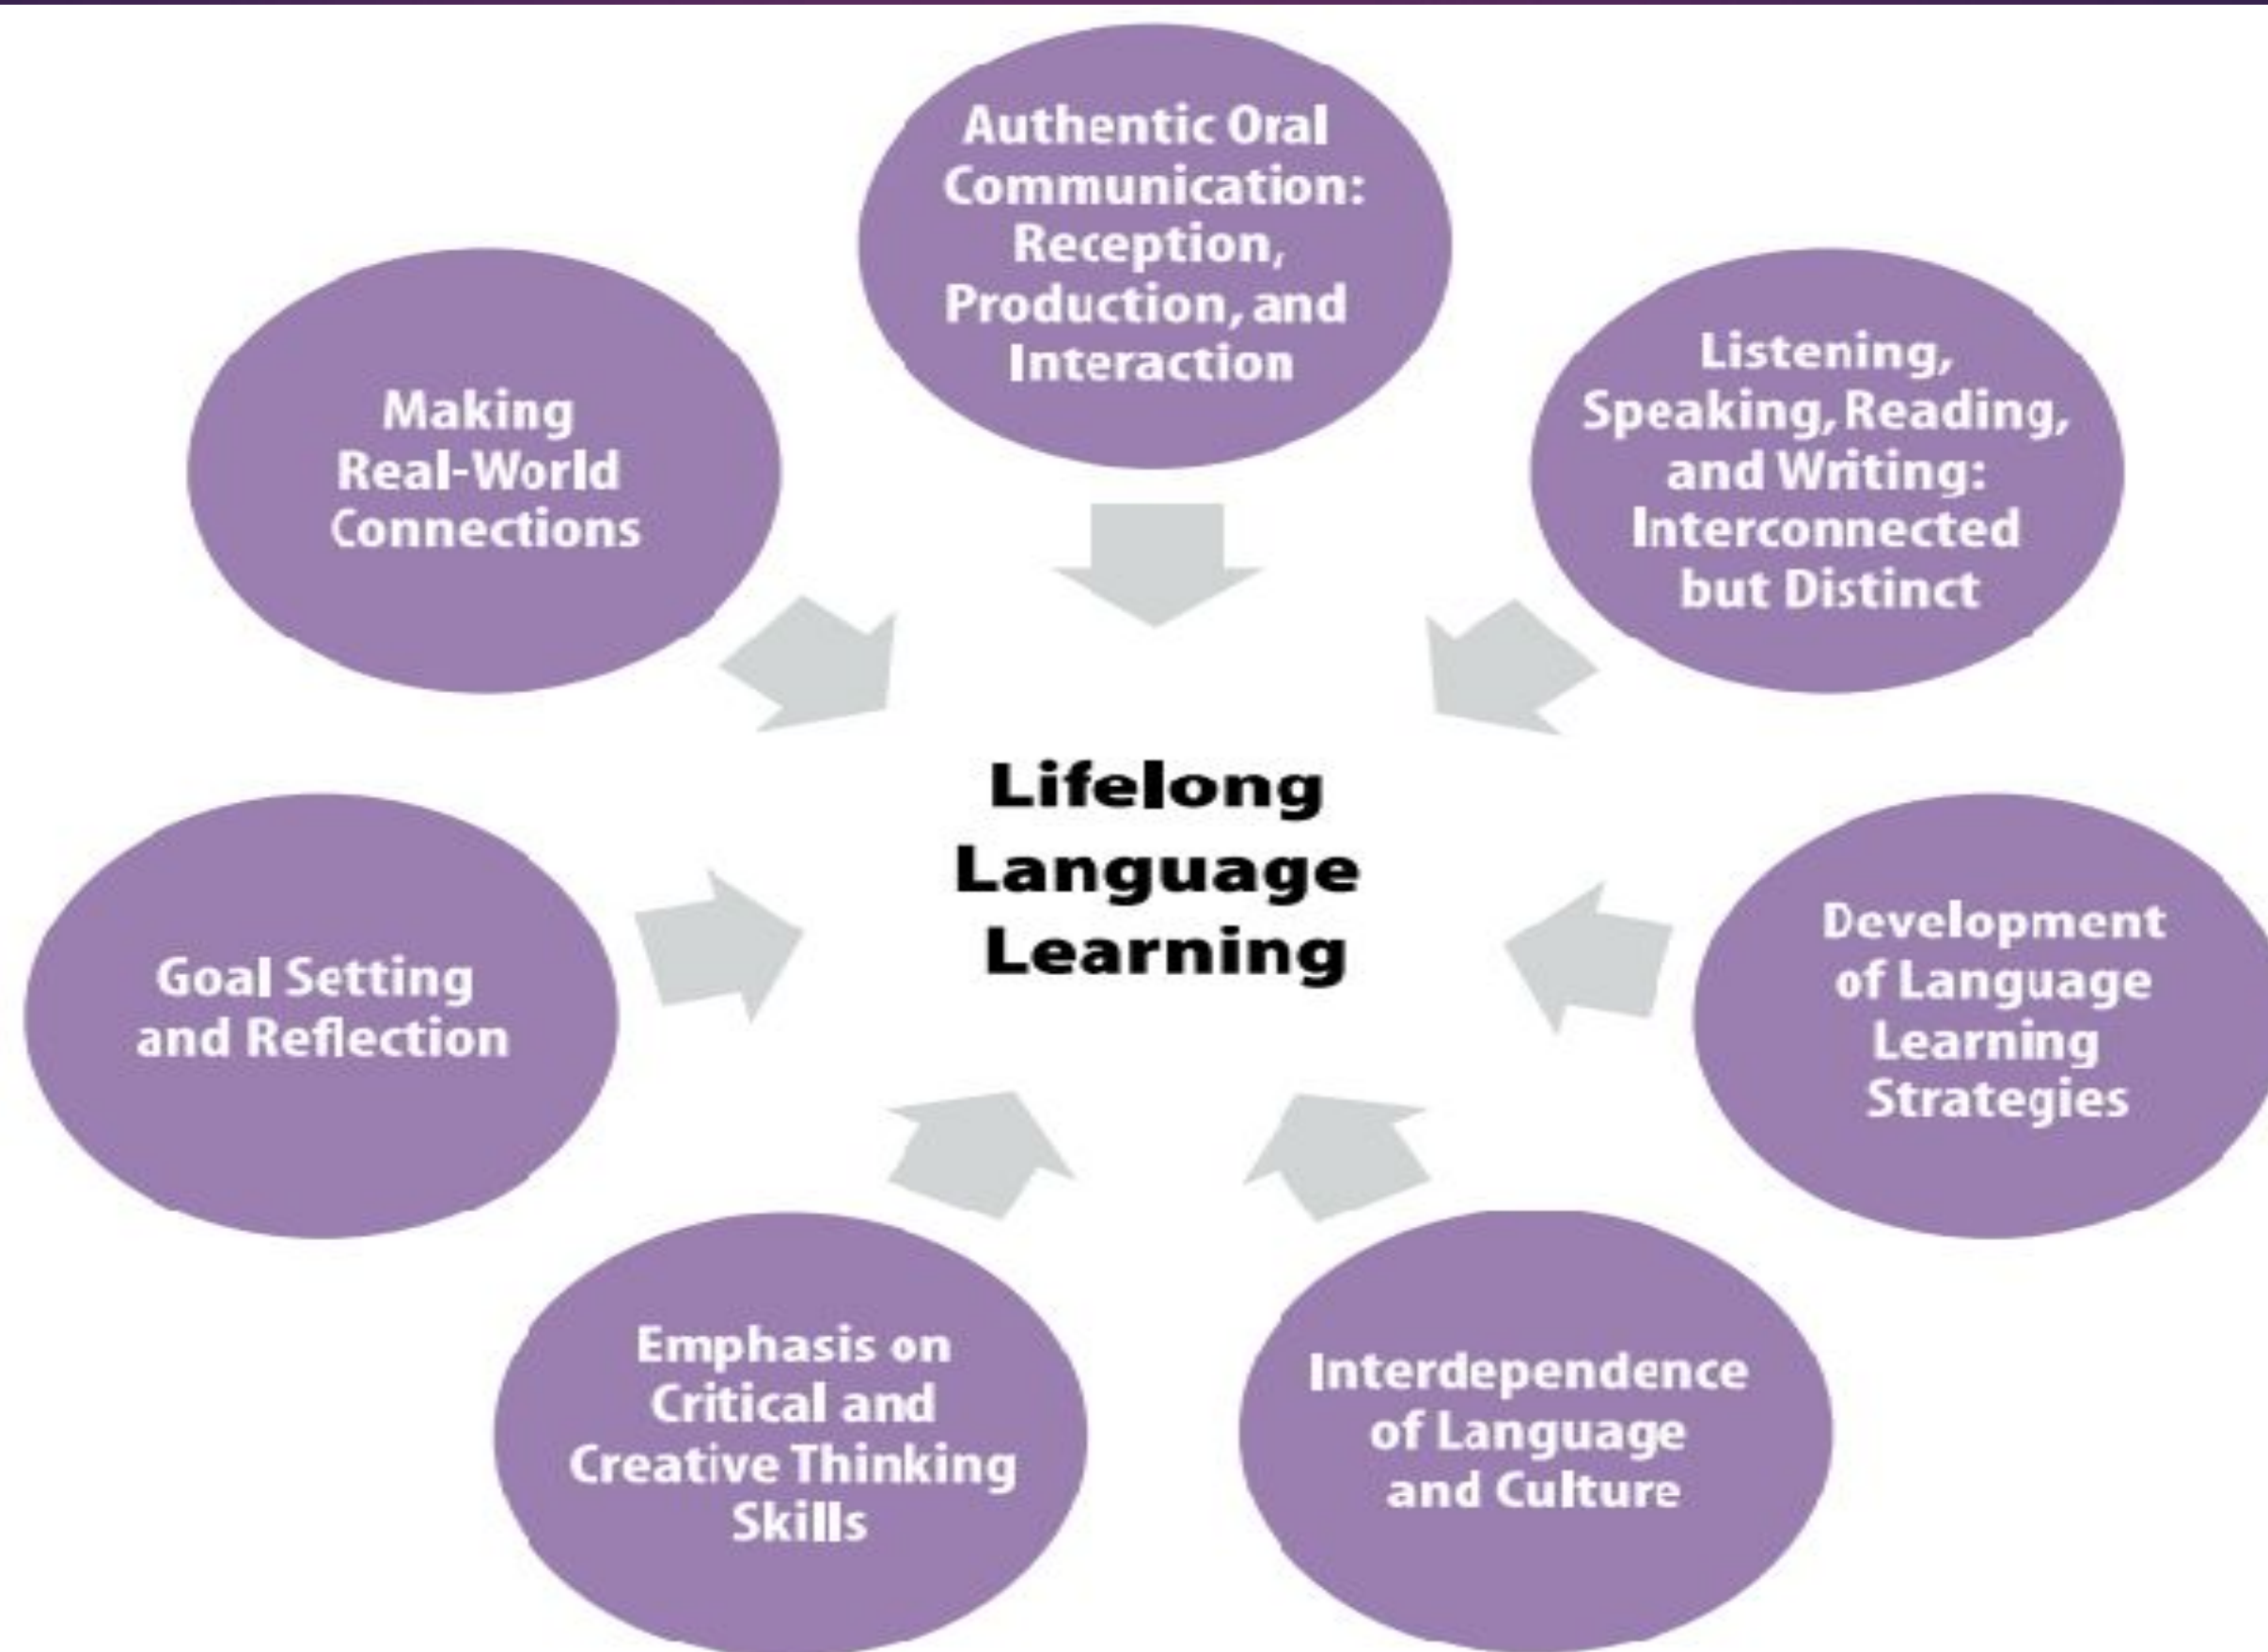 Authentic Oral
Communication:
Reception,
Production, and
Interaction
Listening,
Speaking, Reading,
and Writing:
Interconnected
but Distinct
Development
of Language
Learning
Strategies
Interdependence
of Language
and Culture
Emphasis on
Critical and
Creative Thinking
Skills
Goal Setting
and Reflection
Making
Real-World
Connections
Lifelong
Language
Learning